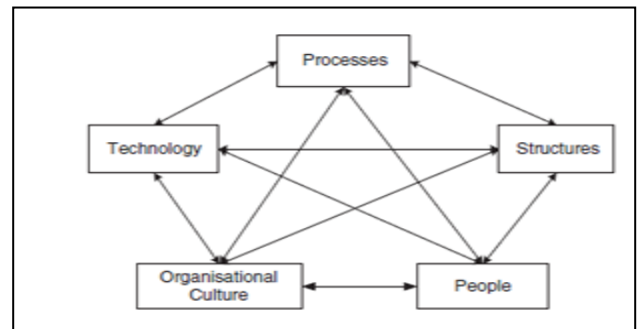 Processes
Technology
Structures
Organisational
Culture
People